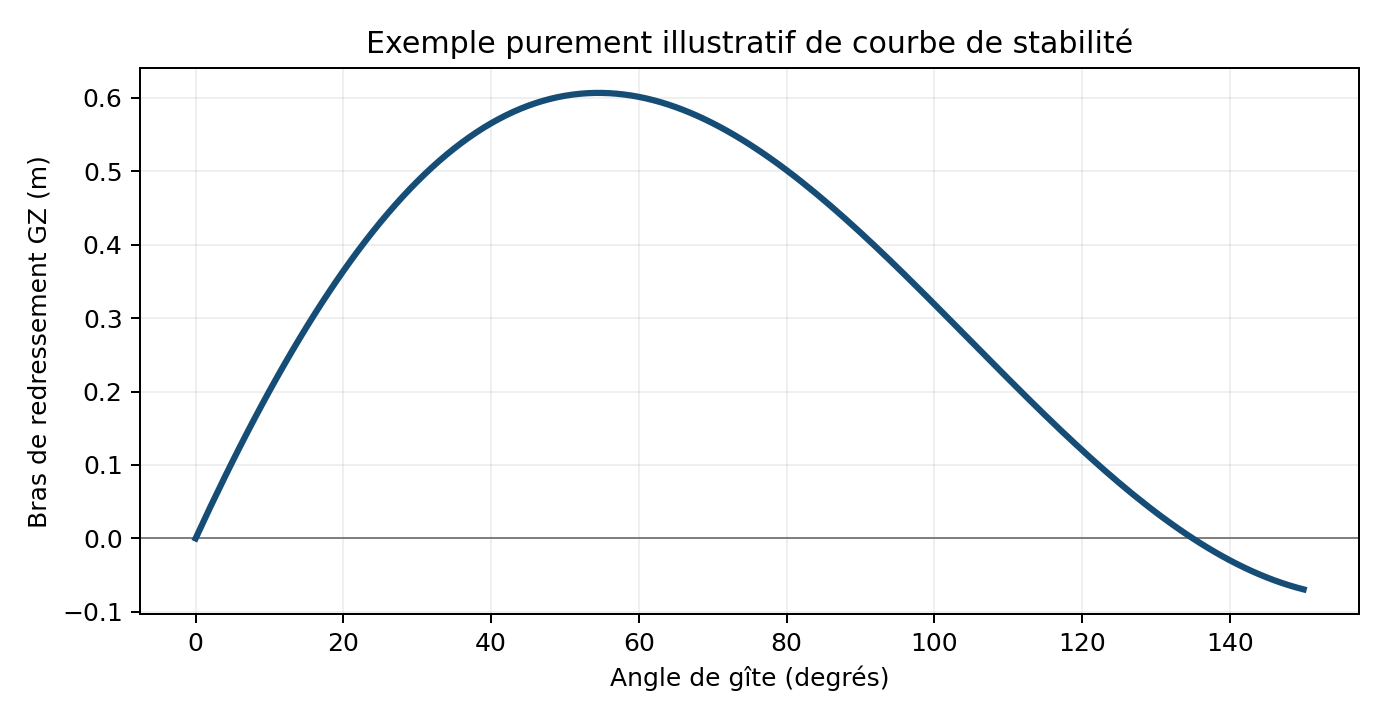 Exemple purement illustratif de courbe de stabilité
Bras de redressement GZ (m)
0.6
0.5
0.4
0.3
0.2
0.1
0.0
−0.1
0 20 40 60 80 100 120 140
Angle de gîte (degrés)